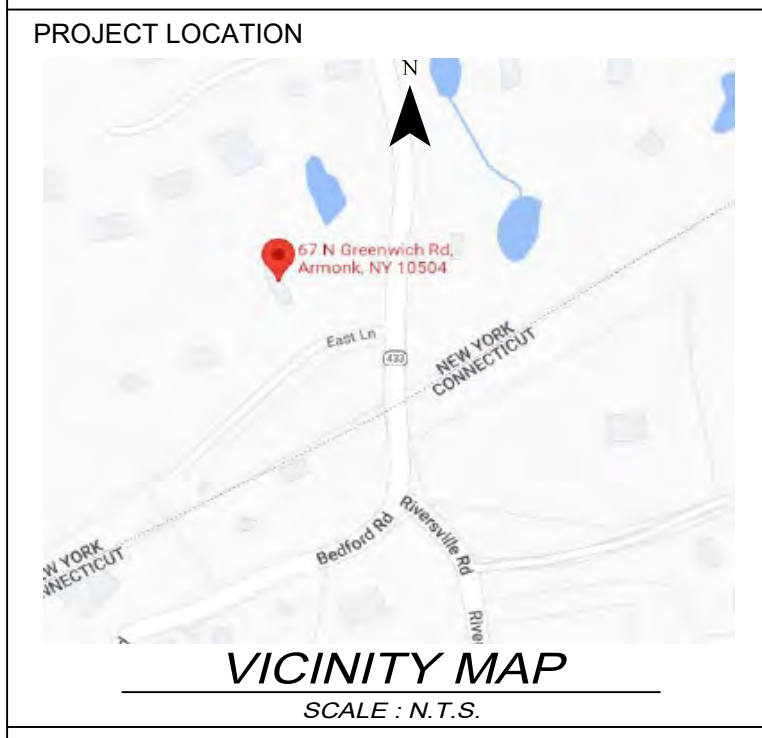 PROJECT LOCATION
N
67 N Greenwich Rd,
Armonk, NY 10504
East Ln
433
NEW YORK
CONNECTICUT
Bedford Rd
Riversville Rd
W YORK
NNECTICUT
River
d
VICINITY MAP
SCALE : N.T.S.